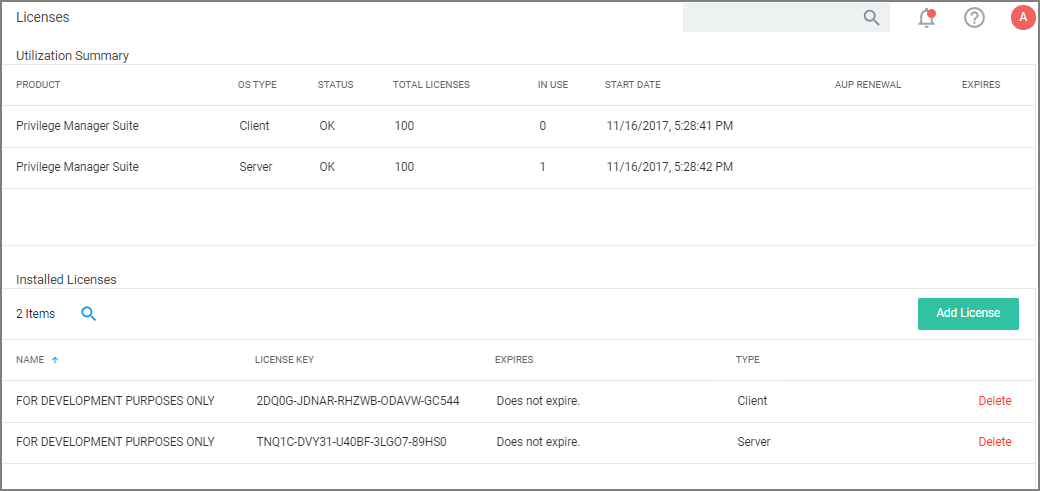 Licenses
A
Utilization Summary
PRODUCT OS TYPE STATUS TOTAL LICENSES IN USE START DATE AUP RENEWAL EXPIRES
Privilege Manager Suite Client OK 100 0 11/16/2017, 5:28:41 PM
Privilege Manager Suite Server OK 100 1 11/16/2017, 5:28:42 PM
Installed Licenses
2 Items Add License
NAME LICENSE KEY EXPIRES TYPE
FOR DEVELOPMENT PURPOSES ONLY 2DQ0G-JDNAR-RHZWB-ODAVW-GC544 Does not expire. Client Delete
FOR DEVELOPMENT PURPOSES ONLY TNQ1C-DVY31-U40BF-3LGO7-89HS0 Does not expire. Server Delete